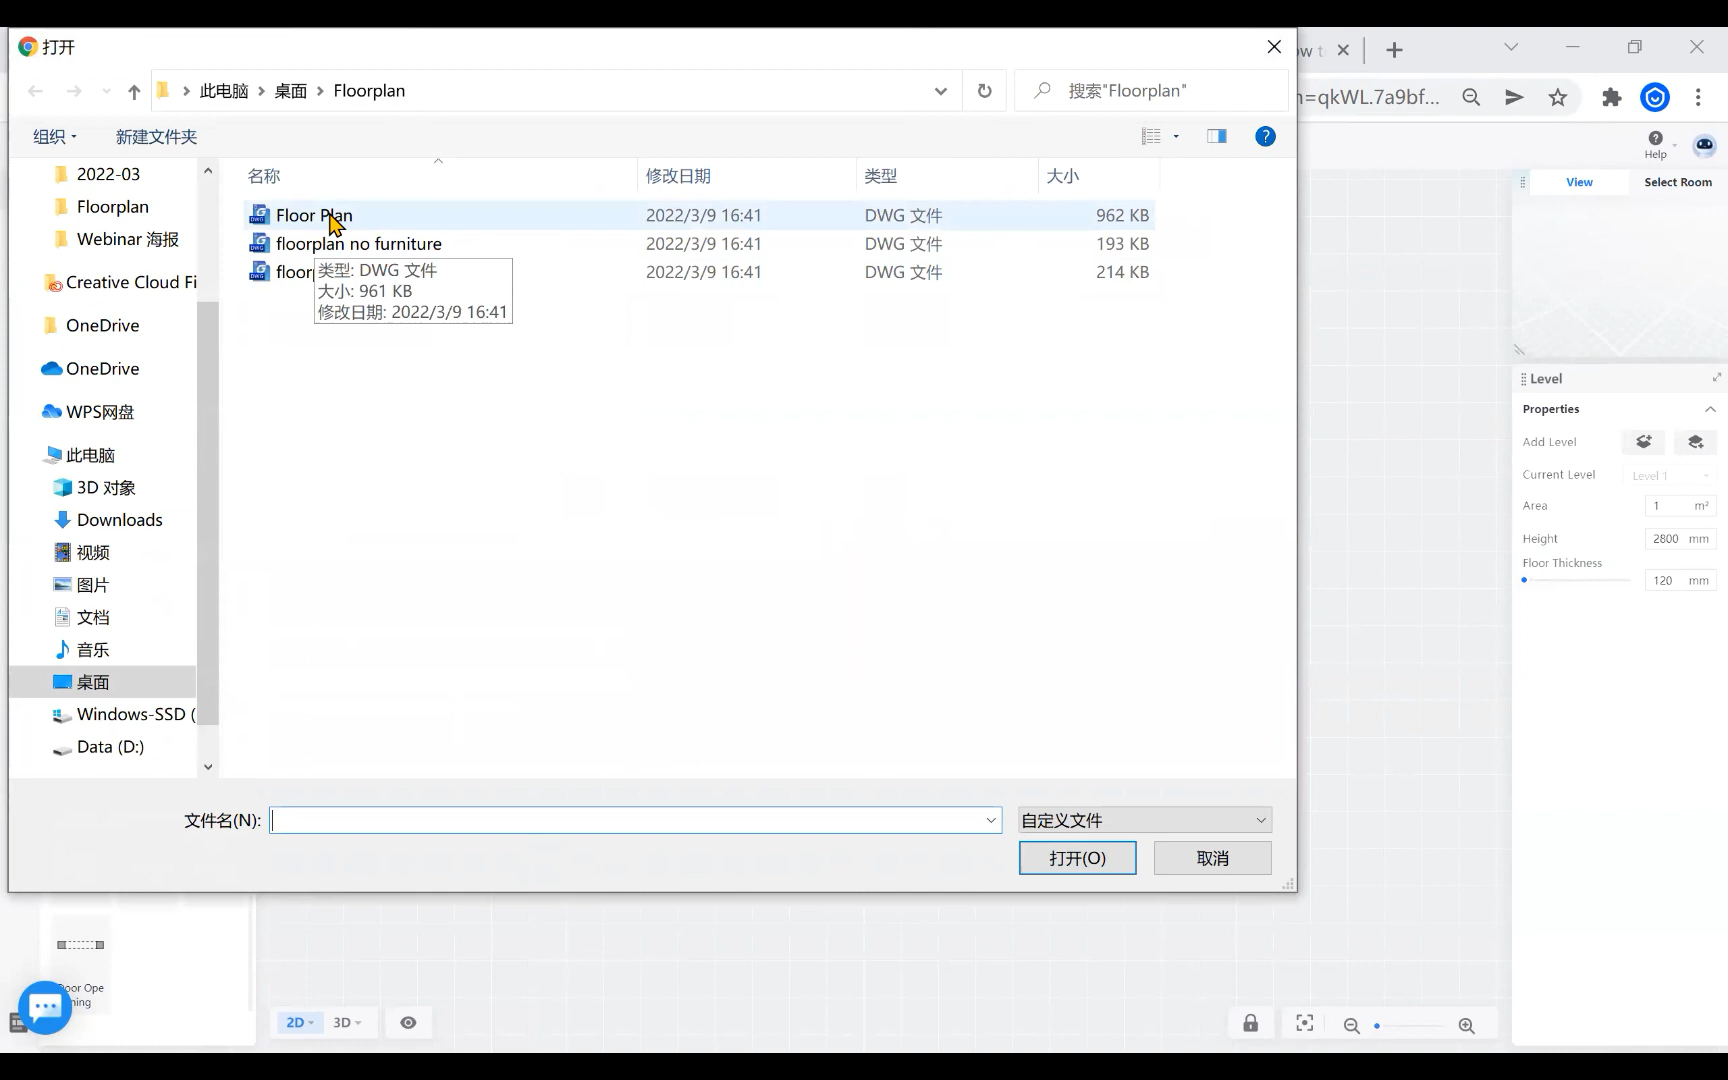 打开
ow t
此电脑 > 桌面 > Floorplan
搜索"Floorplan"
n=qkWL.7a9bf...
组织
新建文件夹
Help
名称
修改日期
类型
大小
Floor Plan 2022/3/9 16:41 DWG 文件 962 KB
floorplan no furniture 2022/3/9 16:41 DWG 文件 193 KB
floorp 2022/3/9 16:41 DWG 文件 214 KB
类型: DWG 文件
大小: 961 KB
修改日期: 2022/3/9 16:41
2022-03
Floorplan
Webinar 海报
Creative Cloud Fi
OneDrive
OneDrive
WPS网盘
此电脑
3D 对象
Downloads
视频
图片
文档
音乐
桌面
Windows-SSD (
Data (D:)
文件名(N):
自定义文件
打开(O)
取消
View
Select Room
Level
Properties
Add Level
Current Level Level 1
Area 1 m²
Height 2800 mm
Floor Thickness
120 mm
oor Ope
ning
2D
3D